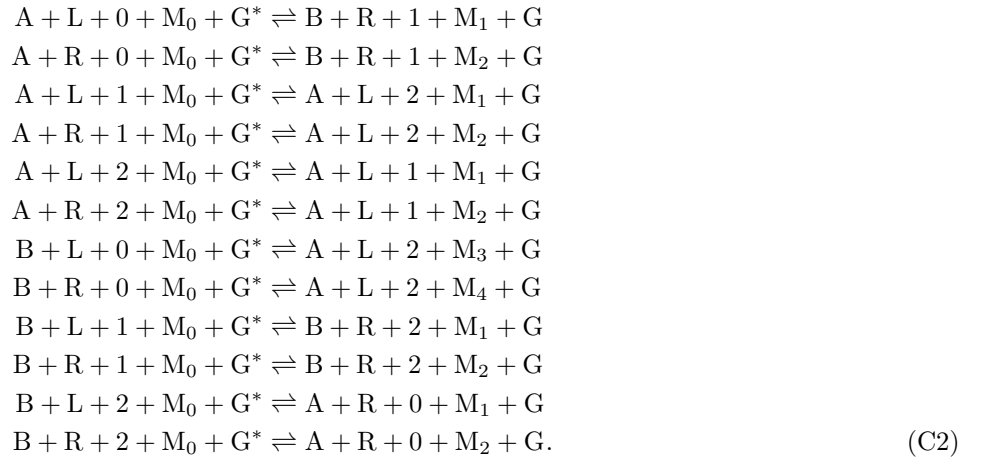 A + L + 0 + M₀ + G* ⇌ B + R + 1 + M₁ + G
A + R + 0 + M₀ + G* ⇌ B + R + 1 + M₂ + G
A + L + 1 + M₀ + G* ⇌ A + L + 2 + M₁ + G
A + R + 1 + M₀ + G* ⇌ A + L + 2 + M₂ + G
A + L + 2 + M₀ + G* ⇌ A + L + 1 + M₁ + G
A + R + 2 + M₀ + G* ⇌ A + L + 1 + M₂ + G
B + L + 0 + M₀ + G* ⇌ A + L + 2 + M₃ + G
B + R + 0 + M₀ + G* ⇌ A + L + 2 + M₄ + G
B + L + 1 + M₀ + G* ⇌ B + R + 2 + M₁ + G
B + R + 1 + M₀ + G* ⇌ B + R + 2 + M₂ + G
B + L + 2 + M₀ + G* ⇌ A + R + 0 + M₁ + G
B + R + 2 + M₀ + G* ⇌ A + R + 0 + M₂ + G. (C2)